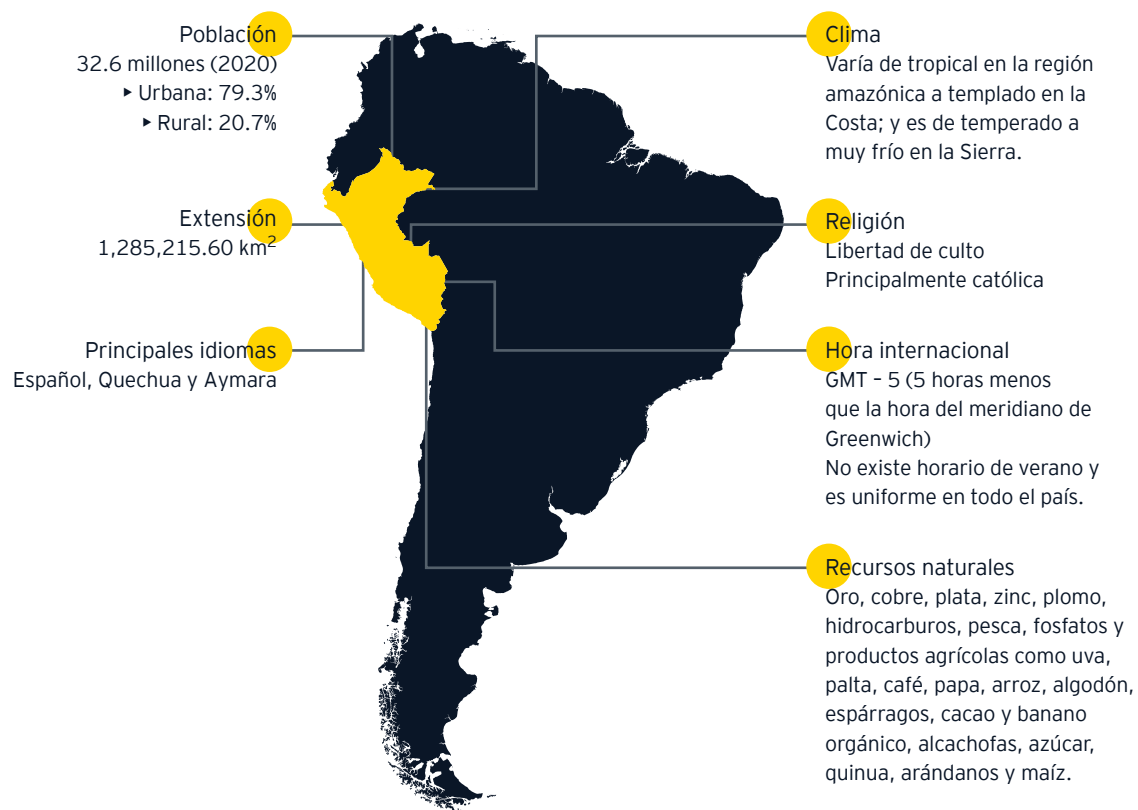 Población
32.6 millones (2020)
▸ Urbana: 79.3%
▸ Rural: 20.7%
Extensión
1,285,215.60 km²
Principales idiomas
Español, Quechua y Aymara
Clima
Varía de tropical en la región
amazónica a templado en la
Costa; y es de temperado a
muy frío en la Sierra.
Religión
Libertad de culto
Principalmente católica
Hora internacional
GMT – 5 (5 horas menos
que la hora del meridiano de
Greenwich)
No existe horario de verano y
es uniforme en todo el país.
Recursos naturales
Oro, cobre, plata, zinc, plomo,
hidrocarburos, pesca, fosfatos y
productos agrícolas como uva,
palta, café, papa, arroz, algodón,
espárragos, cacao y banano
orgánico, alcachofas, azúcar,
quinua, arándanos y maíz.